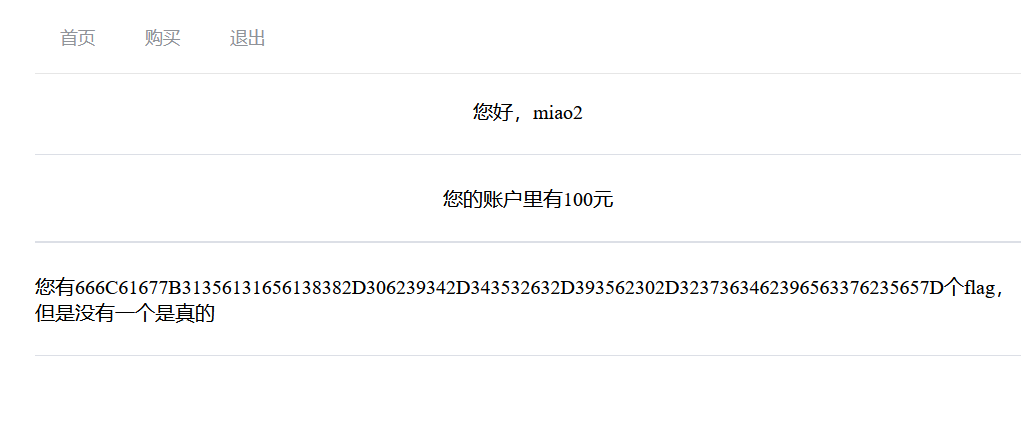 首页 购买 退出
您好，miao2
您的账户里有100元
您有666C61677B31356131656138382D306239342D343532632D393562302D3237363462396563376235657D个flag，
但是没有一个是真的